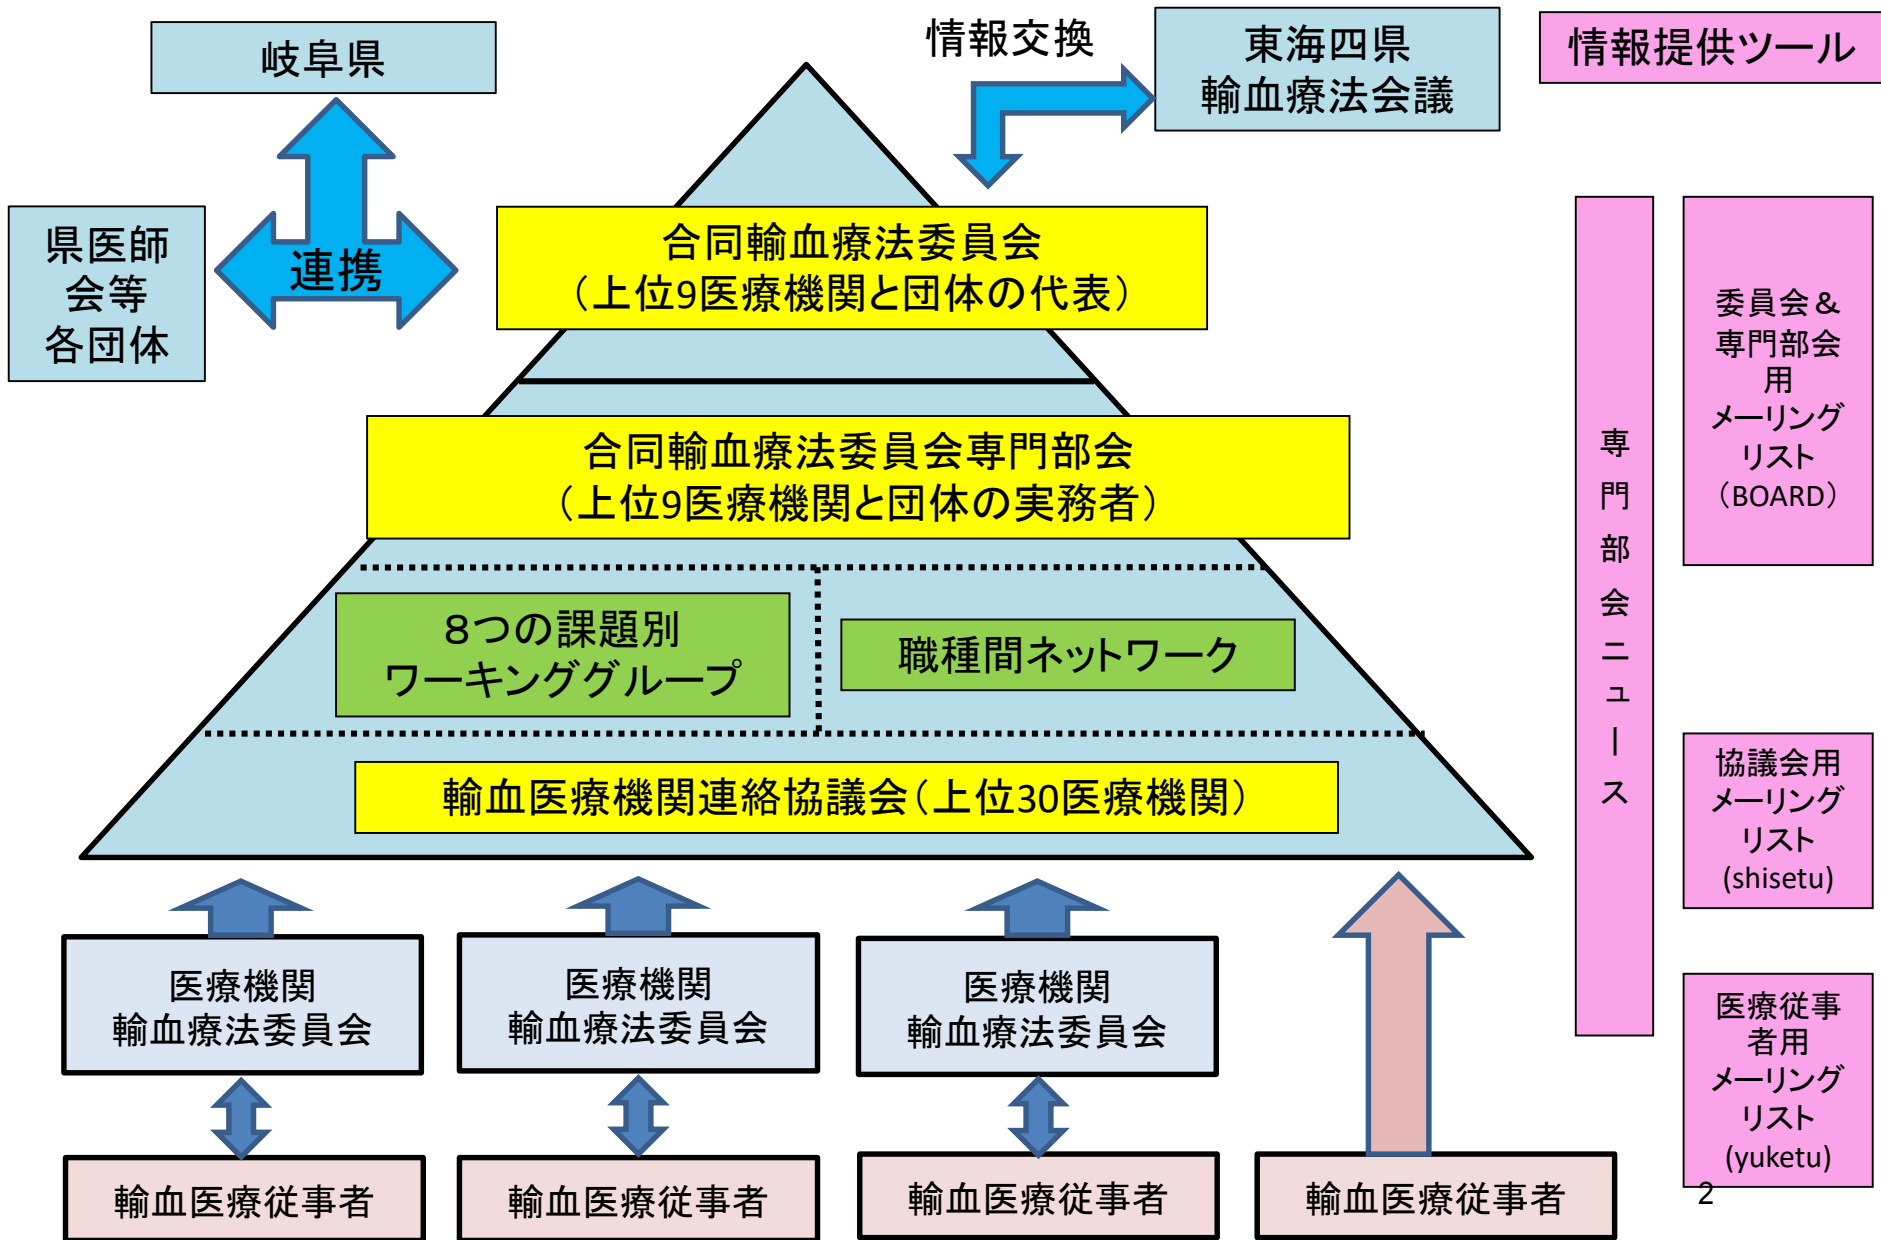 岐阜県
情報交換
東海四県
輸血療法会議
情報提供ツール
県医師
会等
各団体
連携
合同輸血療法委員会
（上位9医療機関と団体の代表）
合同輸血療法委員会専門部会
（上位9医療機関と団体の実務者）
８つの課題別
ワーキンググループ
職種間ネットワーク
輸血医療機関連絡協議会（上位30医療機関）
医療機関
輸血療法委員会
医療機関
輸血療法委員会
医療機関
輸血療法委員会
輸血医療従事者
輸血医療従事者
輸血医療従事者
輸血医療従事者
専門部会ニュース
委員会＆
専門部会
用
メーリング
リスト
（BOARD）
協議会用
メーリング
リスト
(shisetu)
医療従事
者用
メーリング
リスト
(yuketu)
2